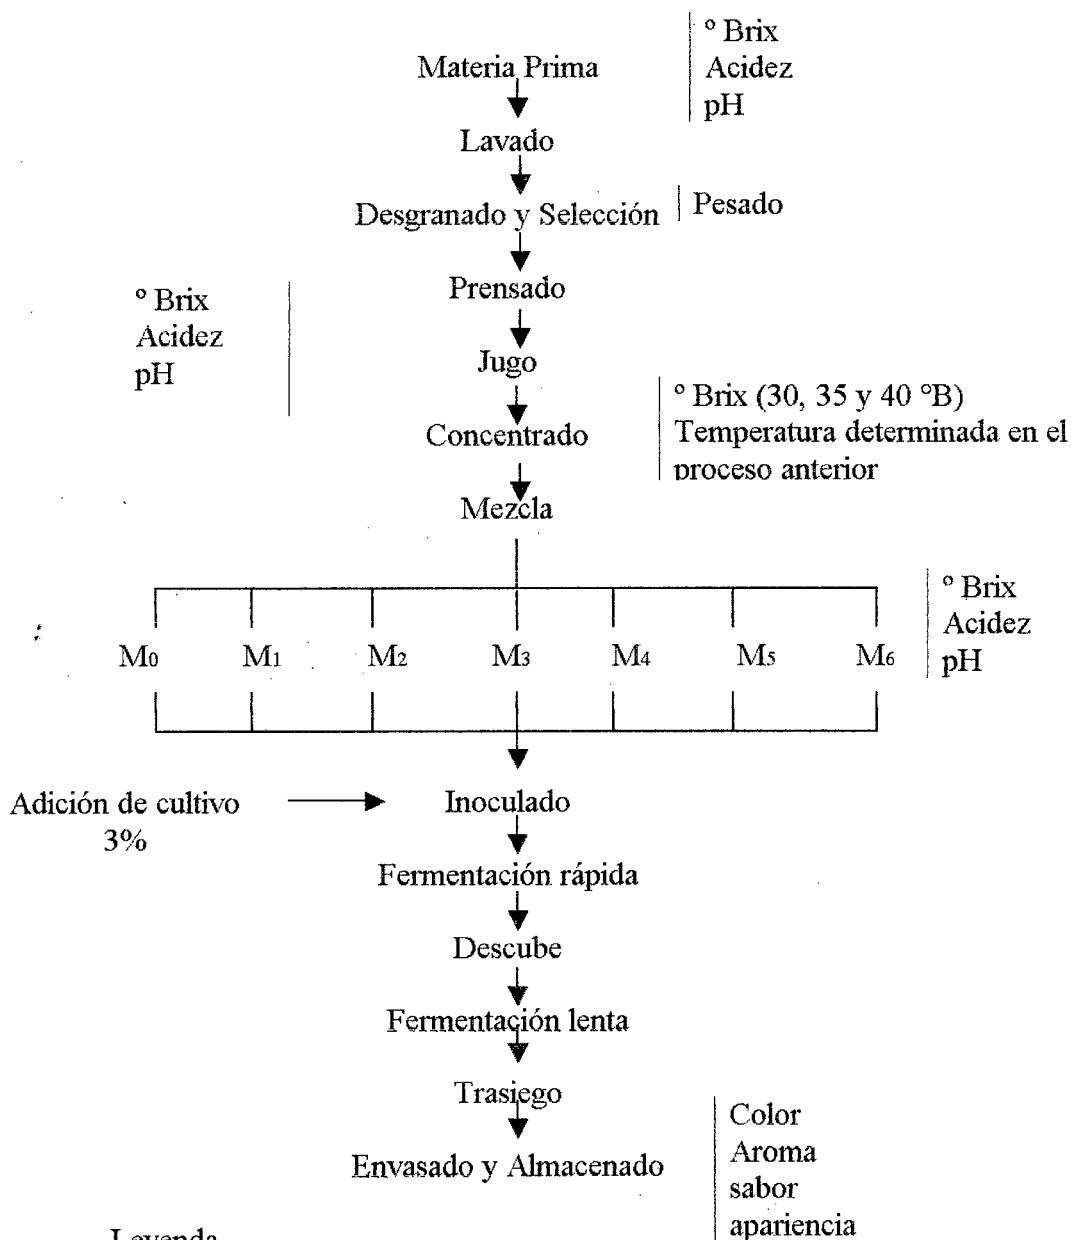 Materia Prima
º Brix
Acidez
pH
Lavado
Desgranado y Selección
Pesado
Prensado
º Brix
Acidez
pH
Jugo
Concentrado
º Brix (30, 35 y 40 °B)
Temperatura determinada en el
proceso anterior
Mezcla
M0 M1 M2 M3 M4 M5 M6
º Brix
Acidez
pH
Adición de cultivo
3%
Inoculado
Fermentación rápida
Descube
Fermentación lenta
Trasiego
Envasado y Almacenado
Color
Aroma
sabor
apariencia
Leyenda